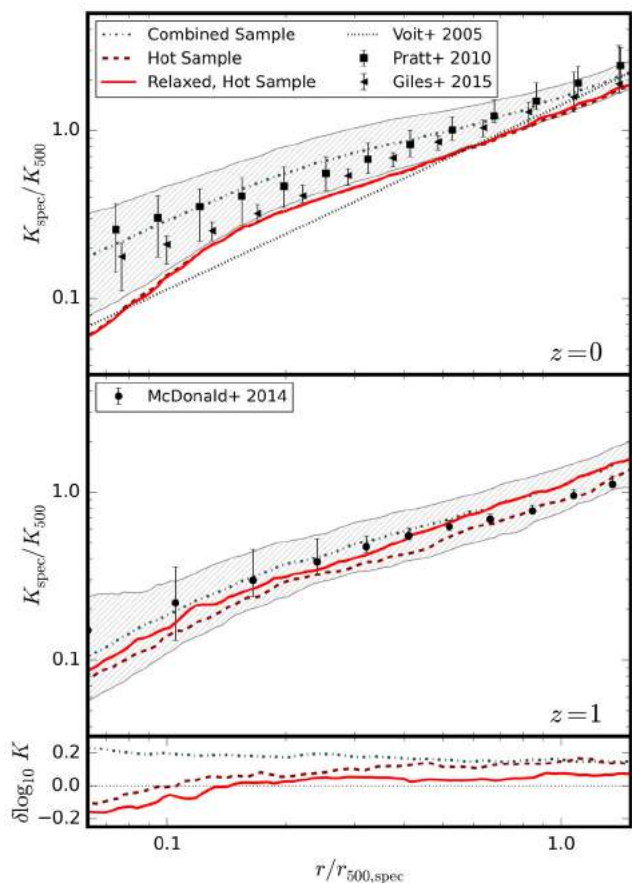 Combined Sample
Hot Sample
Relaxed, Hot Sample
Voit+ 2005
Pratt+ 2010
Giles+ 2015
1.0
0.1
K_spec/K_500
z=0
McDonald+ 2014
1.0
0.1
K_spec/K_500
z=1
0.2
0.0
−0.2
δlog_10 K
0.1
1.0
r/r_500,spec